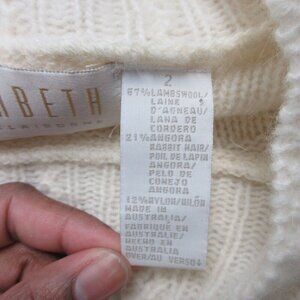 ABETH
2
67%LAMBSWOOL/
LAINE
D'AGNEAU/
LANA DE
CORDERO
21%ANGORA
RABBIT HAIR/
POIL DE LAPIN
ANGORA/
PELO DE
CONEJO
ANGORA
12%NYLON/NILON
MADE IN
AUSTRALIA/
FABRIQUE EN
AUSTRALIE/
HECHO EN
AUSTRALIA
OVER/AU VERSO